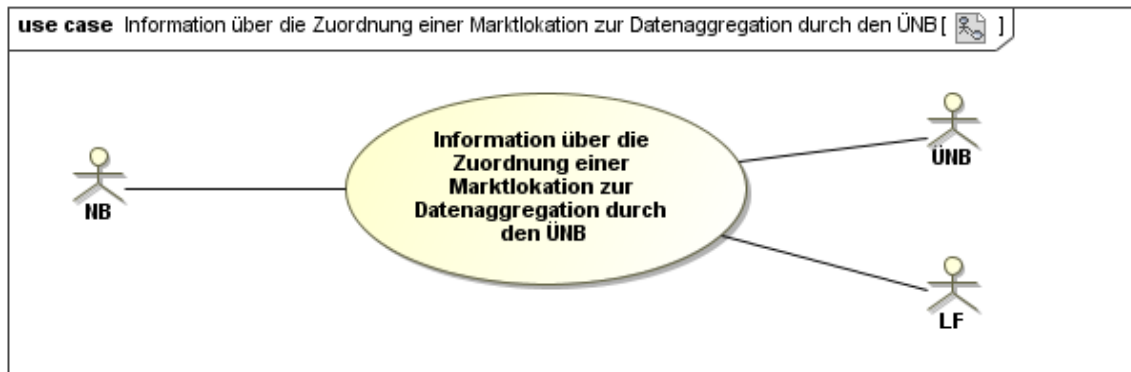 use case Information über die Zuordnung einer Marktlokation zur Datenaggregation durch den ÜNB [ ]
Information über die
Zuordnung einer
Marktlokation zur
Datenaggregation durch
den ÜNB
NB
ÜNB
LF